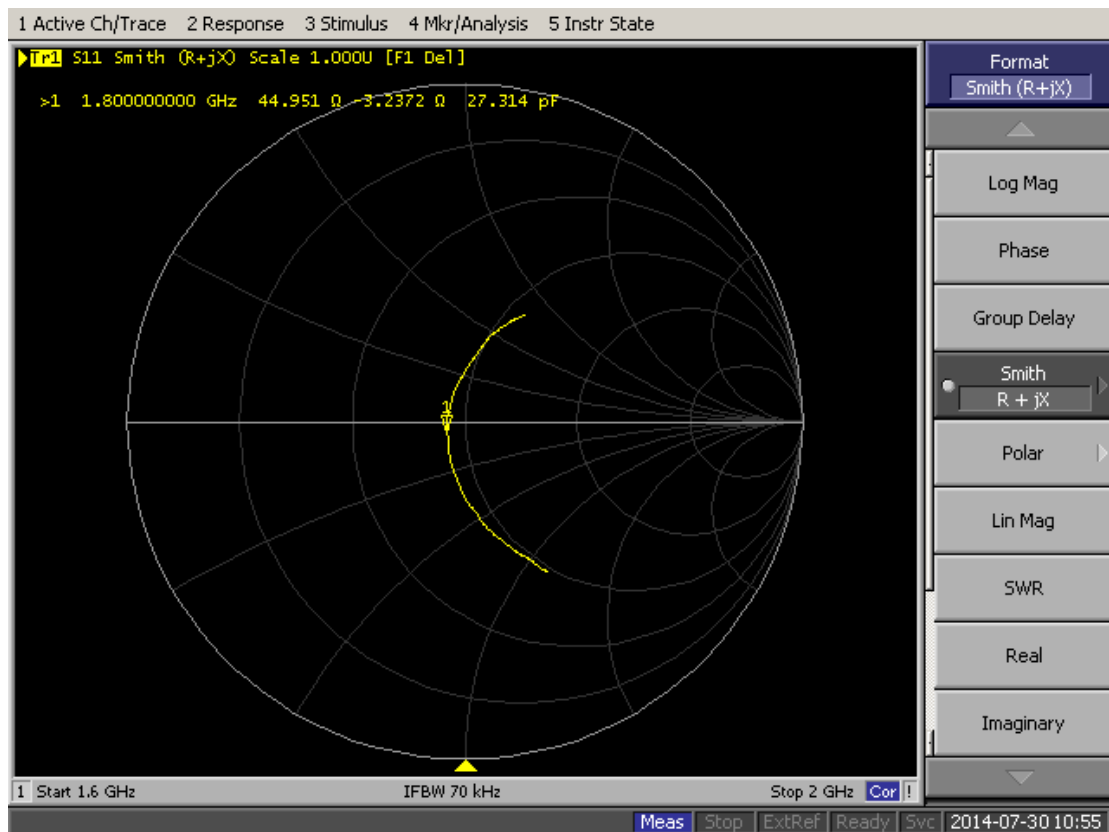 1 Active Ch/Trace 2 Response 3 Stimulus 4 Mkr/Analysis 5 Instr State
Tr1 S11 Smith (R+jX) Scale 1.000U [F1 Del]
>1 1.800000000 GHz 44.951 Ω -3.2372 Ω 27.314 pF
1
1 Start 1.6 GHz IFBW 70 kHz Stop 2 GHz Cor !
Format
Smith (R+jX)
Log Mag
Phase
Group Delay
Smith
R + jX
Polar
Lin Mag
SWR
Real
Imaginary
Meas Stop ExtRef Ready Svc 2014-07-30 10:55